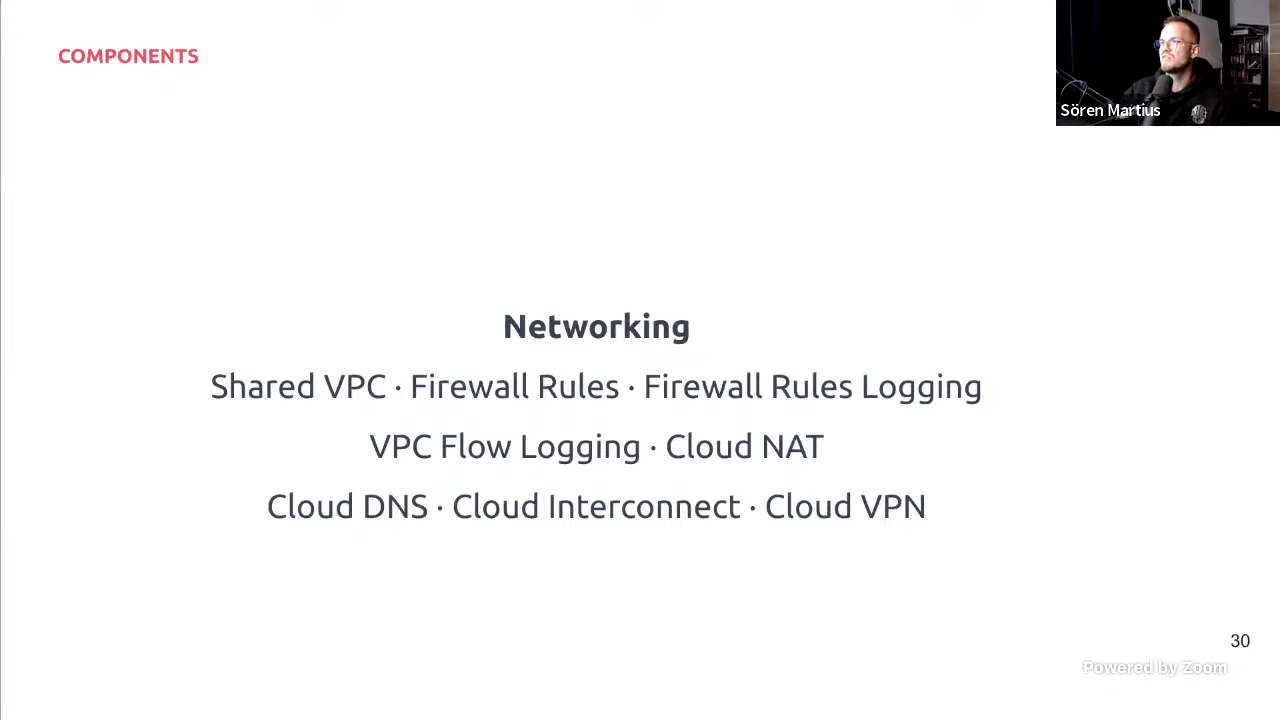 COMPONENTS
Sören Martius
Networking
Shared VPC · Firewall Rules · Firewall Rules Logging
VPC Flow Logging · Cloud NAT
Cloud DNS · Cloud Interconnect · Cloud VPN
30
Powered by Zoom